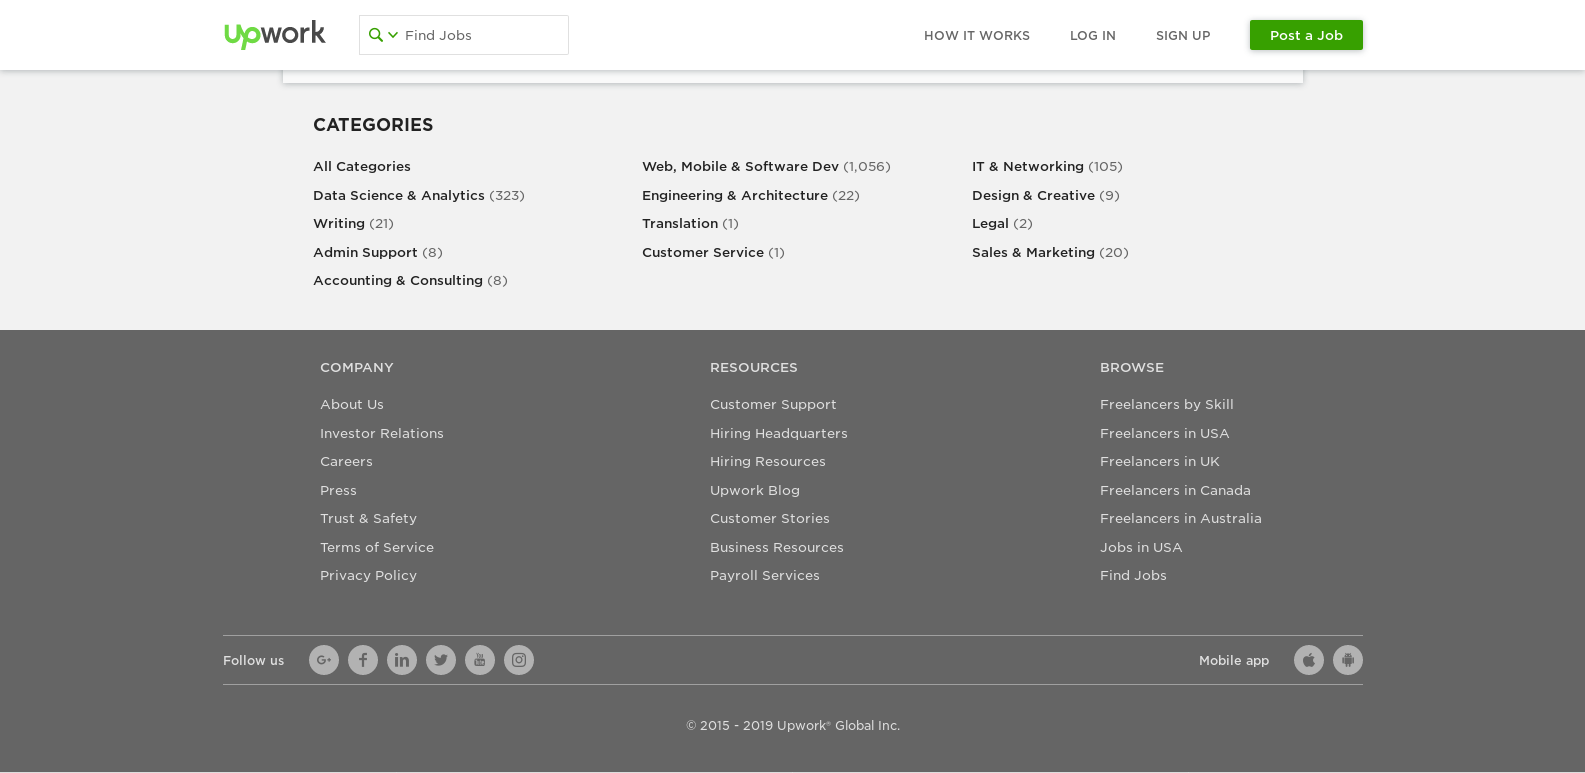 upwork
Find Jobs
HOW IT WORKS
LOG IN
SIGN UP
Post a Job
CATEGORIES
All Categories
Web, Mobile & Software Dev (1,056)
IT & Networking (105)
Data Science & Analytics (323)
Engineering & Architecture (22)
Design & Creative (9)
Writing (21)
Translation (1)
Legal (2)
Admin Support (8)
Customer Service (1)
Sales & Marketing (20)
Accounting & Consulting (8)
COMPANY
About Us
Investor Relations
Careers
Press
Trust & Safety
Terms of Service
Privacy Policy
RESOURCES
Customer Support
Hiring Headquarters
Hiring Resources
Upwork Blog
Customer Stories
Business Resources
Payroll Services
BROWSE
Freelancers by Skill
Freelancers in USA
Freelancers in UK
Freelancers in Canada
Freelancers in Australia
Jobs in USA
Find Jobs
Follow us
Mobile app
© 2015 - 2019 Upwork® Global Inc.